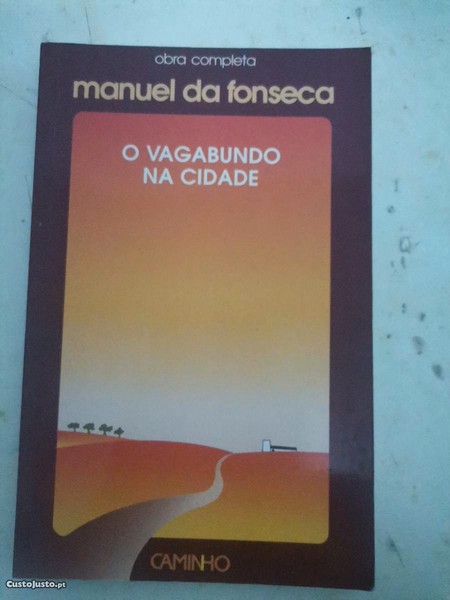 obra completa
manuel da fonseca
O VAGABUNDO
NA CIDADE
CAMINHO
CustoJusto.pt